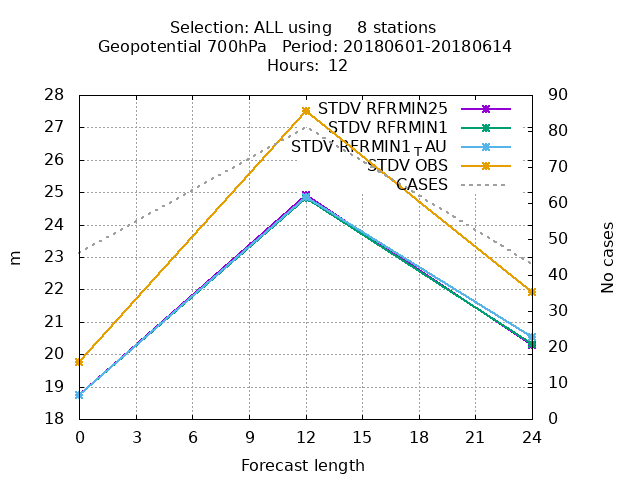 Selection: ALL using 8 stations
Geopotential 700hPa Period: 20180601-20180614
Hours: 12
28
27
26
25
24
23
22
21
20
19
18
90
80
70
60
50
40
30
20
10
0
STDV RFRMIN25
STDV RFRMIN1
STDV RFRMIN1TAU
STDV OBS
CASES
m
No cases
0 3 6 9 12 15 18 21 24
Forecast length